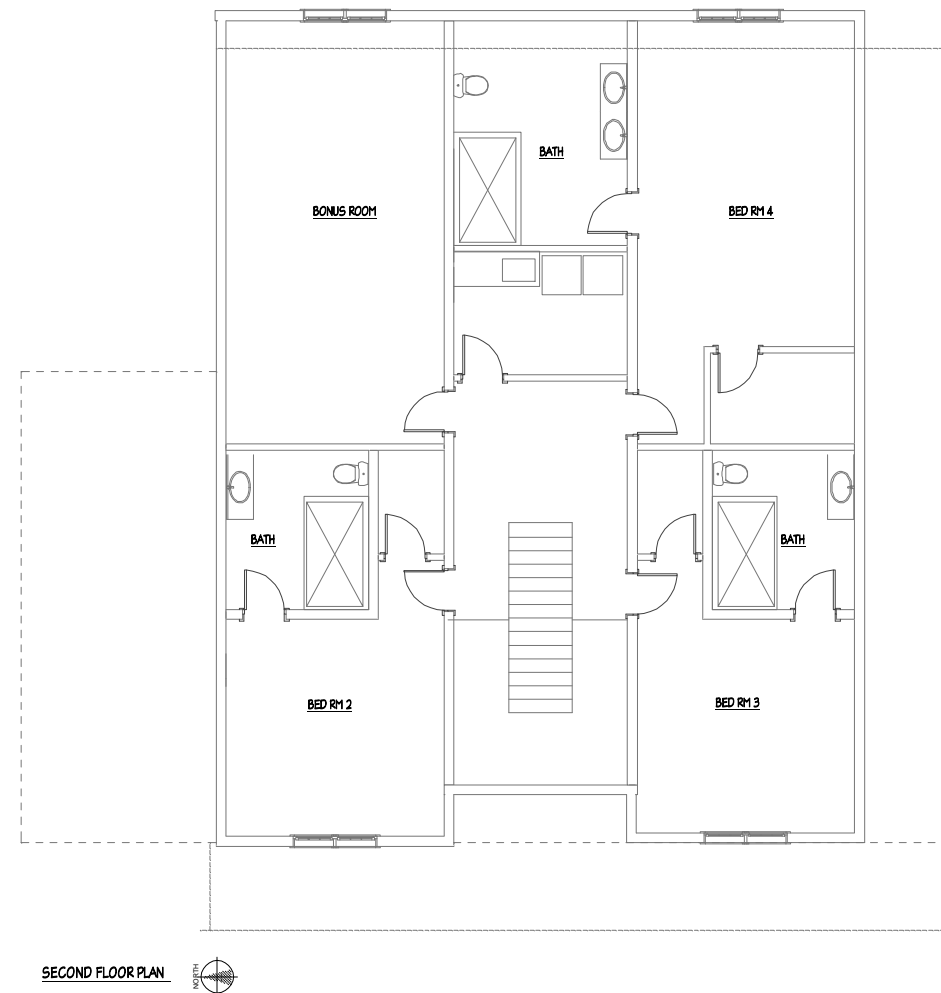 BATH
BONUS ROOM
BED RM 4
BATH
BATH
BED RM 2
BED RM 3
SECOND FLOOR PLAN
NORTH